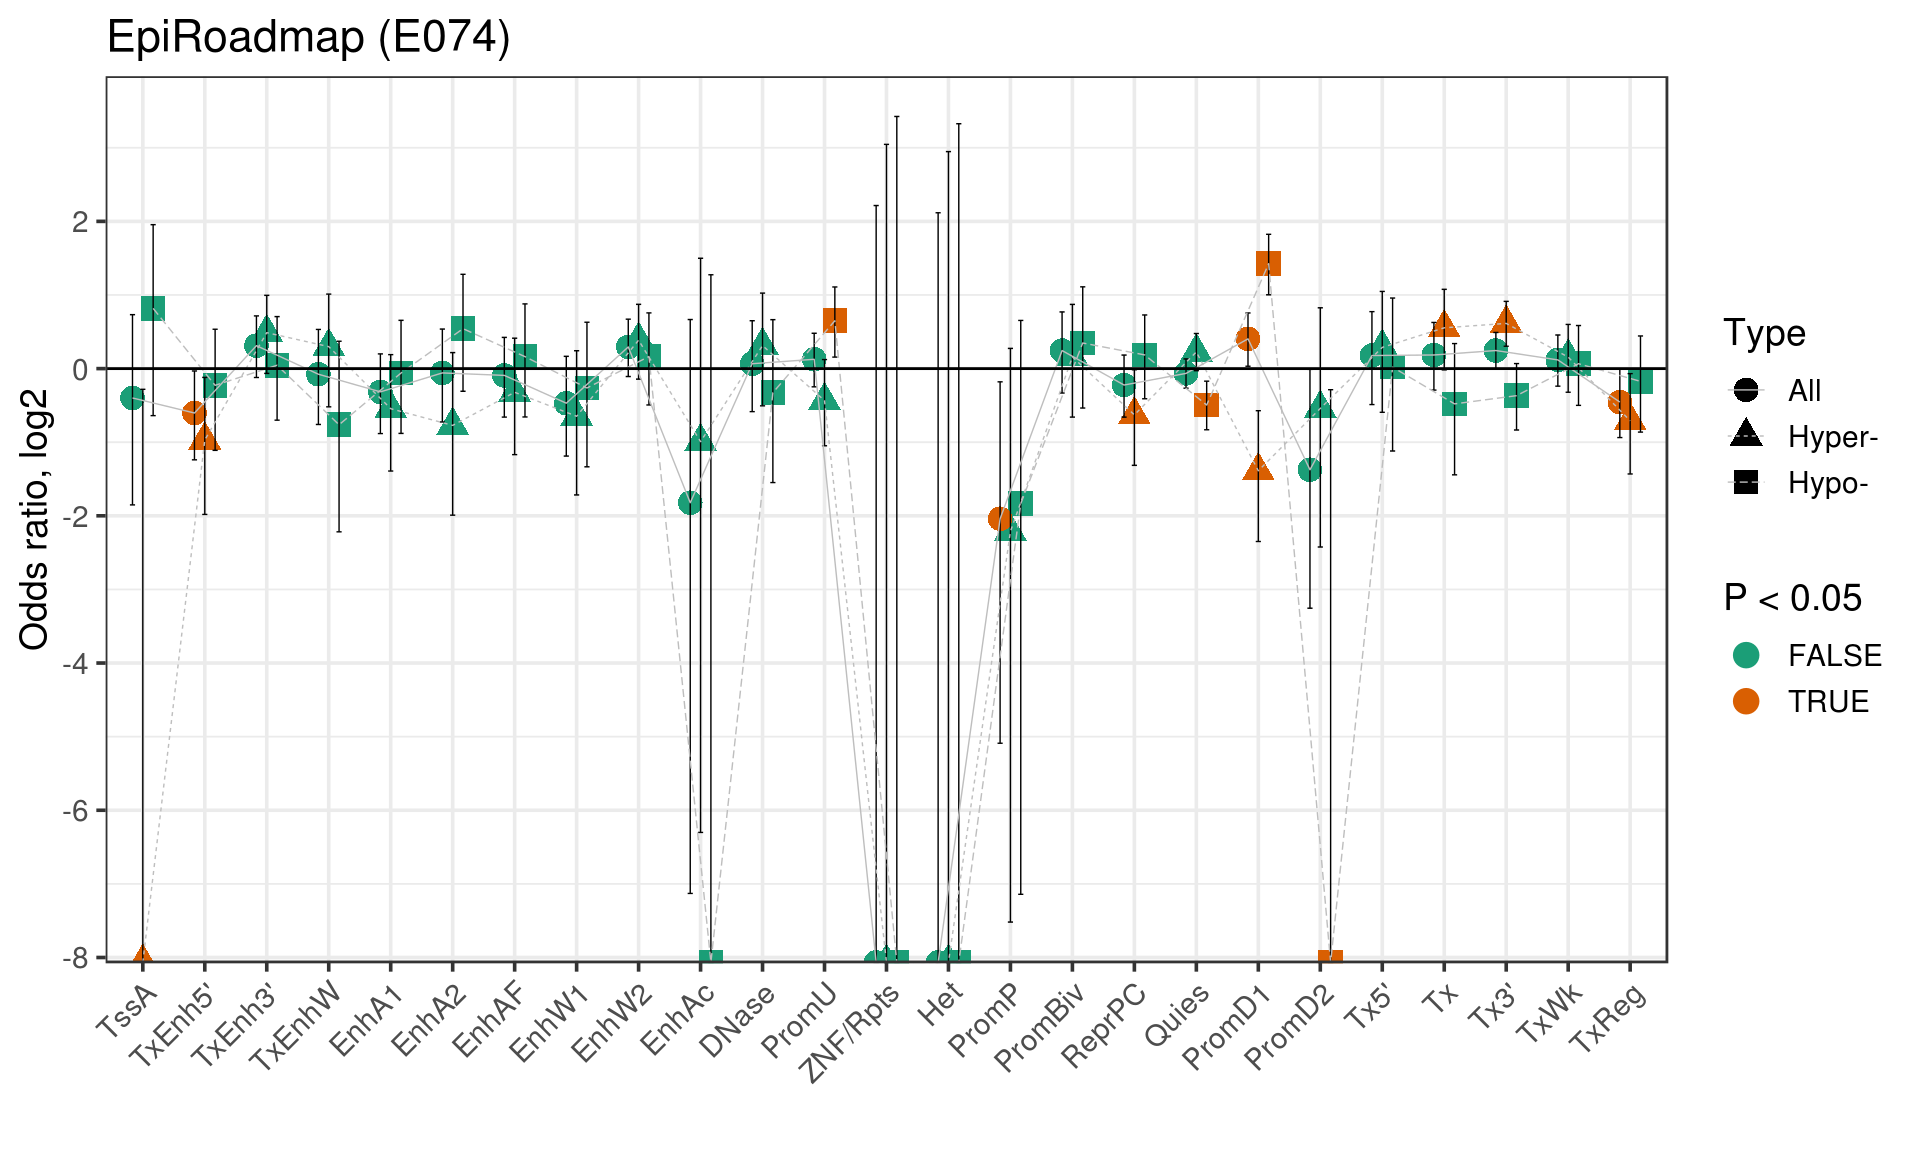 EpiRoadmap (E074)
Odds ratio, log2
2
0
-2
-4
-6
-8
TssA
TxEnh5'
TxEnh3'
TxEnhW
EnhA1
EnhA2
EnhAF
EnhW1
EnhW2
EnhAc
DNase
PromU
ZNF/Rpts
Het
PromP
PromBiv
ReprPC
Quies
PromD1
PromD2
Tx5'
Tx
Tx3'
TxWk
TxReg
Type
All
Hyper-
Hypo-
P < 0.05
FALSE
TRUE